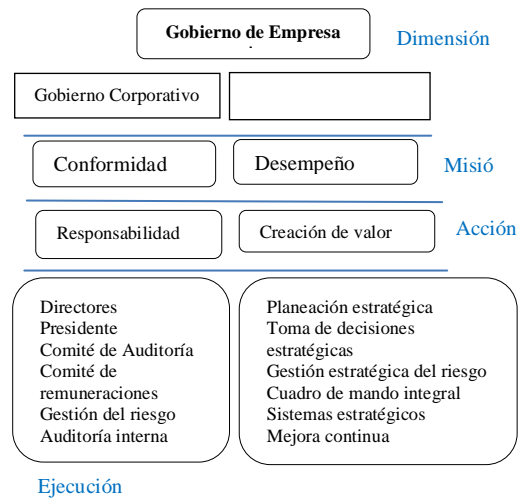 Gobierno de Empresa
.
Dimensión
Gobierno Corporativo
Conformidad
Desempeño
Misió
Responsabilidad
Creación de valor
Acción
Directores
Presidente
Comité de Auditoría
Comité de
remuneraciones
Gestión del riesgo
Auditoría interna
Planeación estratégica
Toma de decisiones
estratégicas
Gestión estratégica del riesgo
Cuadro de mando integral
Sistemas estratégicos
Mejora continua
Ejecución